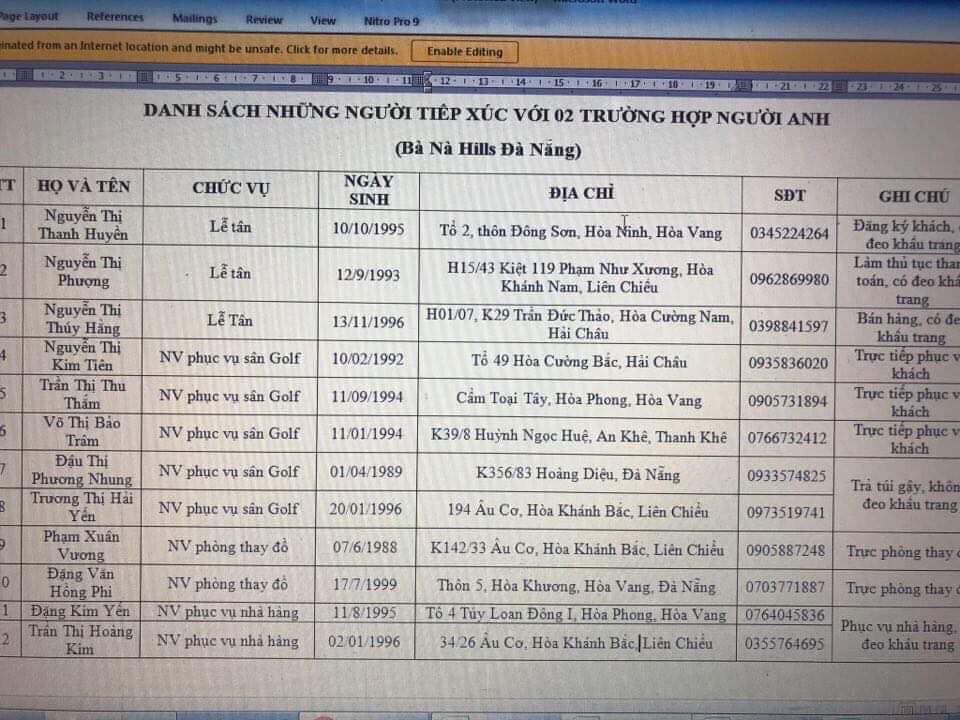 Page Layout References Mailings Review View Nitro Pro 9
inated from an Internet location and might be unsafe. Click for more details. Enable Editing
DANH SÁCH NHỮNG NGƯỜI TIẾP XÚC VỚI 02 TRƯỜNG HỢP NGƯỜI ANH
(Bà Nà Hills Đà Nẵng)
TT HỌ VÀ TÊN CHỨC VỤ NGÀY SINH ĐỊA CHỈ SĐT GHI CHÚ
1 Nguyễn Thị Thanh Huyền Lễ tân 10/10/1995 Tổ 2, thôn Đông Sơn, Hòa Ninh, Hòa Vang 0345224264 Đăng ký khách, đeo khẩu trang
2 Nguyễn Thị Phượng Lễ tân 12/9/1993 H15/43 Kiệt 119 Phạm Như Xương, Hòa Khánh Nam, Liên Chiểu 0962869980 Làm thủ tục than toán, có đeo khẩ trang
3 Nguyễn Thị Thúy Hằng Lễ Tân 13/11/1996 H01/07, K29 Trần Đức Thảo, Hòa Cường Nam, Hải Châu 0398841597 Bán hàng, có đe khẩu trang
4 Nguyễn Thị Kim Tiên NV phục vụ sân Golf 10/02/1992 Tổ 49 Hòa Cường Bắc, Hải Châu 0935836020 Trực tiếp phục v khách
5 Trần Thị Thu Thắm NV phục vụ sân Golf 11/09/1994 Cẩm Toại Tây, Hòa Phong, Hòa Vang 0905731894 Trực tiếp phục v khách
6 Võ Thị Bảo Trâm NV phục vụ sân Golf 11/01/1994 K39/8 Huỳnh Ngọc Huệ, An Khê, Thanh Khê 0766732412 Trực tiếp phục v khách
7 Đậu Thị Phương Nhung NV phục vụ sân Golf 01/04/1989 K356/83 Hoàng Diệu, Đà Nẵng 0933574825 Trả túi gậy, khôn đeo khẩu trang
8 Trương Thị Hải Yến NV phục vụ sân Golf 20/01/1996 194 Âu Cơ, Hòa Khánh Bắc, Liên Chiểu 0973519741
9 Phạm Xuân Vương NV phòng thay đồ 07/6/1988 K142/33 Âu Cơ, Hòa Khánh Bắc, Liên Chiểu 0905887248 Trực phòng thay đ
0 Đặng Văn Hồng Phi NV phòng thay đồ 17/7/1999 Thôn 5, Hòa Khương, Hòa Vang, Đà Nẵng 0703771887 Trực phòng thay đ
1 Đặng Kim Yến NV phục vụ nhà hàng 11/8/1995 Tổ 4 Túy Loan Đông I, Hòa Phong, Hòa Vang 0764045836 Phục vụ nhà hàng, đeo khẩu trang
2 Trần Thị Hoàng Kim NV phục vụ nhà hàng 02/01/1996 34/26 Âu Cơ, Hòa Khánh Bắc, Liên Chiểu 0355764695